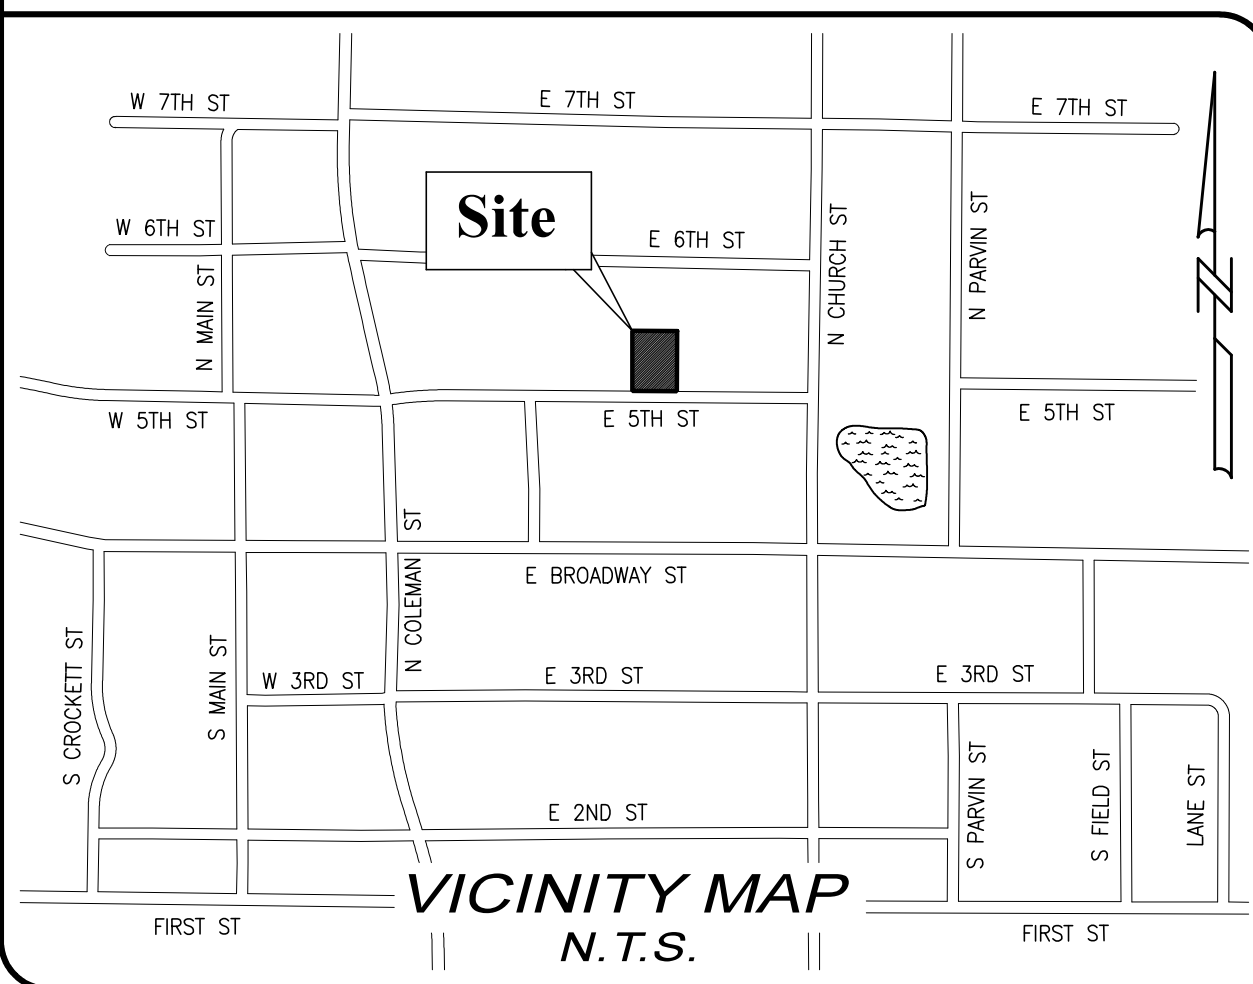 W 7TH ST
E 7TH ST
E 7TH ST
W 6TH ST
Site
E 6TH ST
N MAIN ST
N CHURCH ST
N PARVIN ST
W 5TH ST
E 5TH ST
E 5TH ST
N COLEMAN ST
E BROADWAY ST
S CROCKETT ST
S MAIN ST
W 3RD ST
E 3RD ST
E 3RD ST
S PARVIN ST
S FIELD ST
LANE ST
E 2ND ST
FIRST ST
VICINITY MAP
N.T.S.
FIRST ST
N